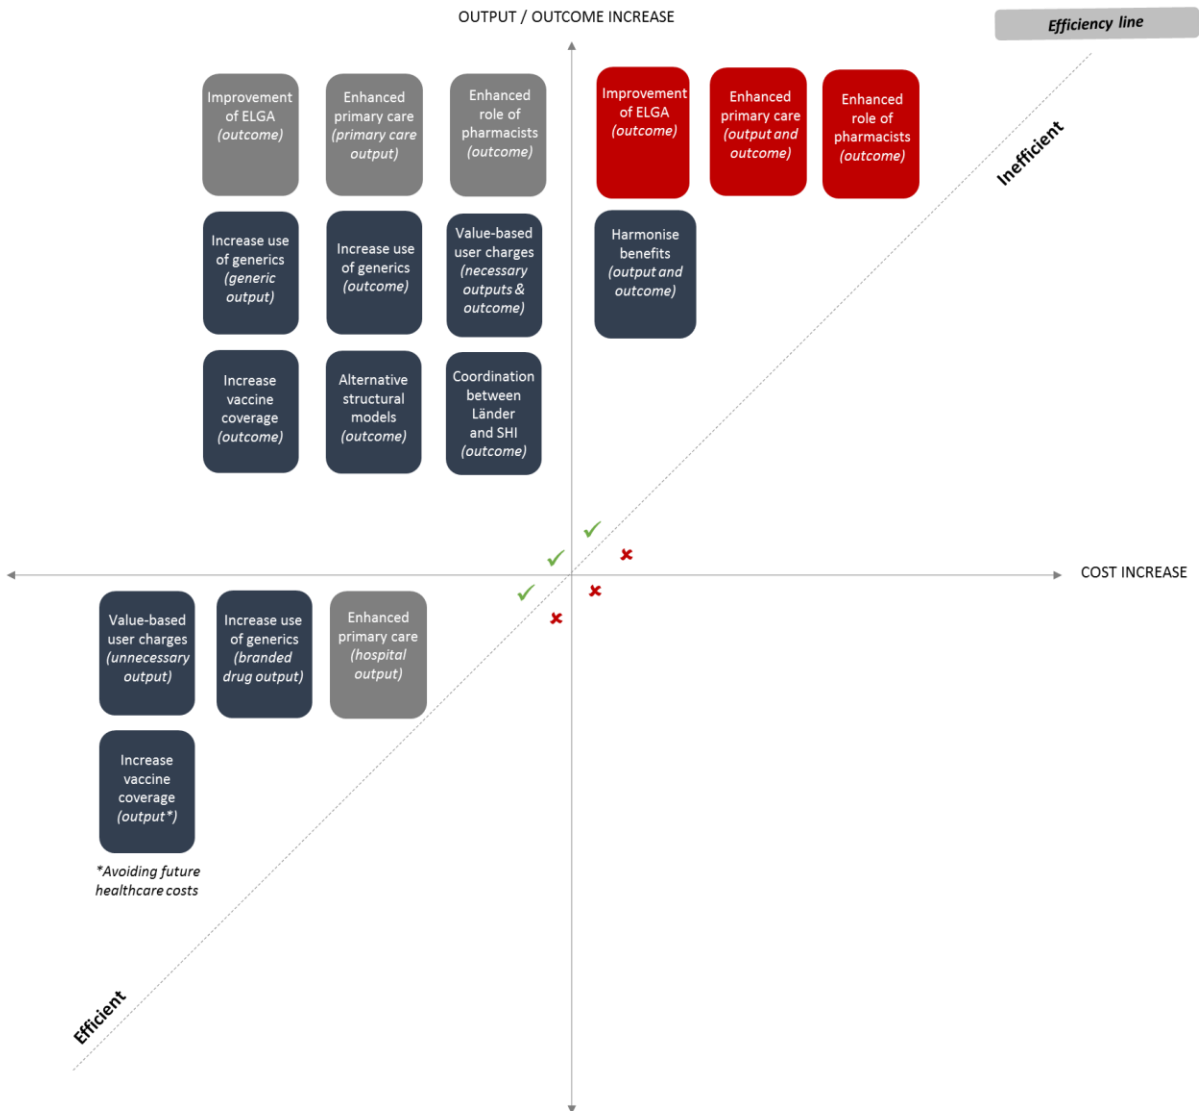 OUTPUT / OUTCOME INCREASE
Efficiency line
Improvement
of ELGA
(outcome)
Enhanced
primary care
(primary care
output)
Enhanced
role of
pharmacists
(outcome)
Improvement
of ELGA
(outcome)
Enhanced
primary care
(output and
outcome)
Enhanced
role of
pharmacists
(outcome)
Inefficient
Increase use
of generics
(generic
output)
Increase use
of generics
(outcome)
Value-based
user charges
(necessary
outputs &
outcome)
Harmonise
benefits
(output and
outcome)
Increase
vaccine
coverage
(outcome)
Alternative
structural
models
(outcome)
Coordination
between
Länder
and SHI
(outcome)
COST INCREASE
Value-based
user charges
(unnecessary
output)
Increase use
of generics
(branded
drug output)
Enhanced
primary care
(hospital
output)
Increase
vaccine
coverage
(output*)
*Avoiding future
healthcare costs
Efficient